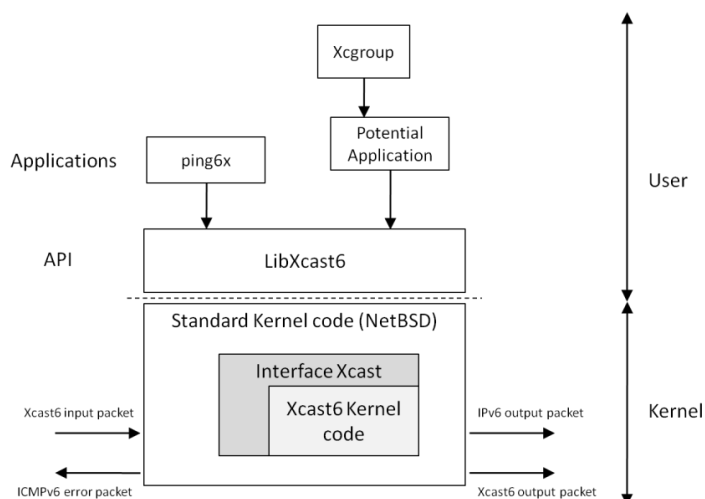 Xcgroup
Potential
Application
Applications
ping6x
User
API
LibXcast6
Standard Kernel code (NetBSD)
Interface Xcast
Xcast6 Kernel
code
Xcast6 input packet
IPv6 output packet
Kernel
ICMPv6 error packet
Xcast6 output packet